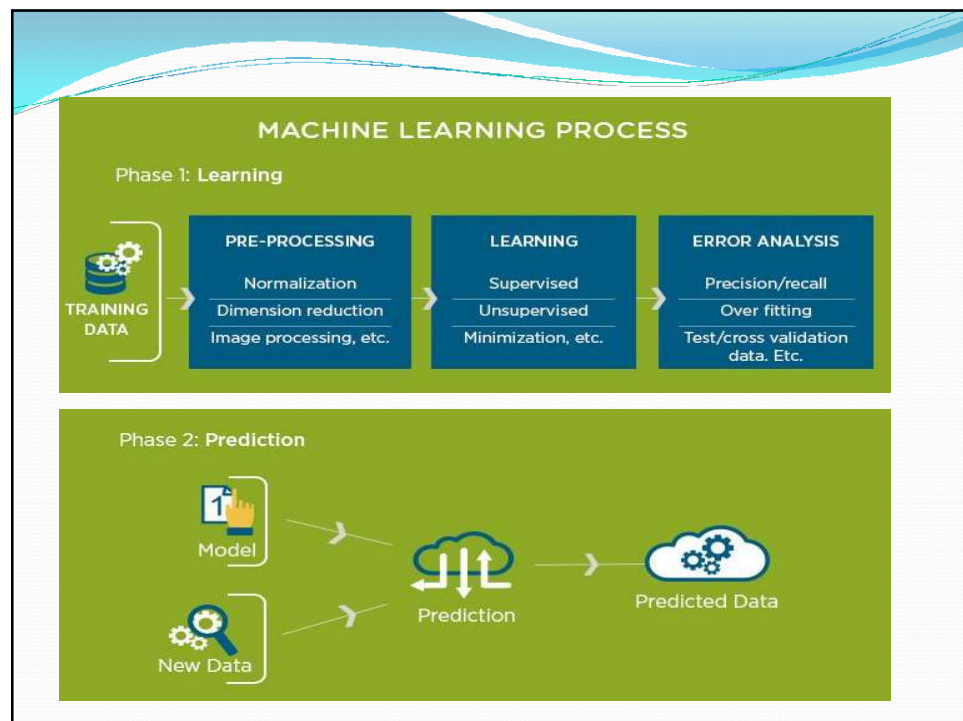 MACHINE LEARNING PROCESS
Phase 1: Learning
TRAINING
DATA
PRE-PROCESSING
Normalization
Dimension reduction
Image processing, etc.
LEARNING
Supervised
Unsupervised
Minimization, etc.
ERROR ANALYSIS
Precision/recall
Over fitting
Test/cross validation
data. Etc.
Phase 2: Prediction
1
Model
New Data
Prediction
Predicted Data